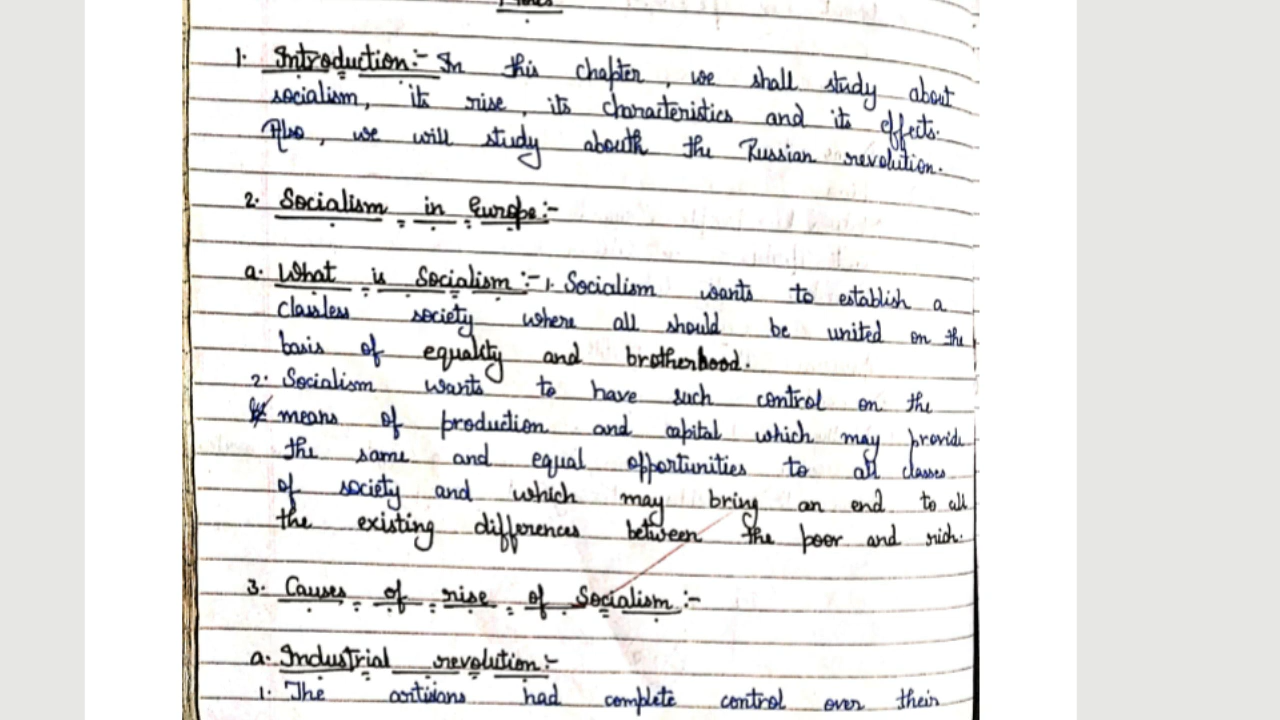 1. Introduction:- In this chapter, we shall study about
socialism, its rise, its characteristics and its effects.
Also, we will study abouth the Russian revolution.
2. Socialism in Europe:-
a. What is Socialism:- 1. Socialism wants to establish a
classless society where all should be united on the
basis of equality and brotherhood.
2. Socialism wants to have such control on the
means of production and capital which may provide
the same and equal opportunities to all classes
of society and which may bring an end to all
the existing differences between the poor and rich.
3. Causes of rise of Socialism:-
a. Industrial revolution:-
1. The artisans had complete control over their